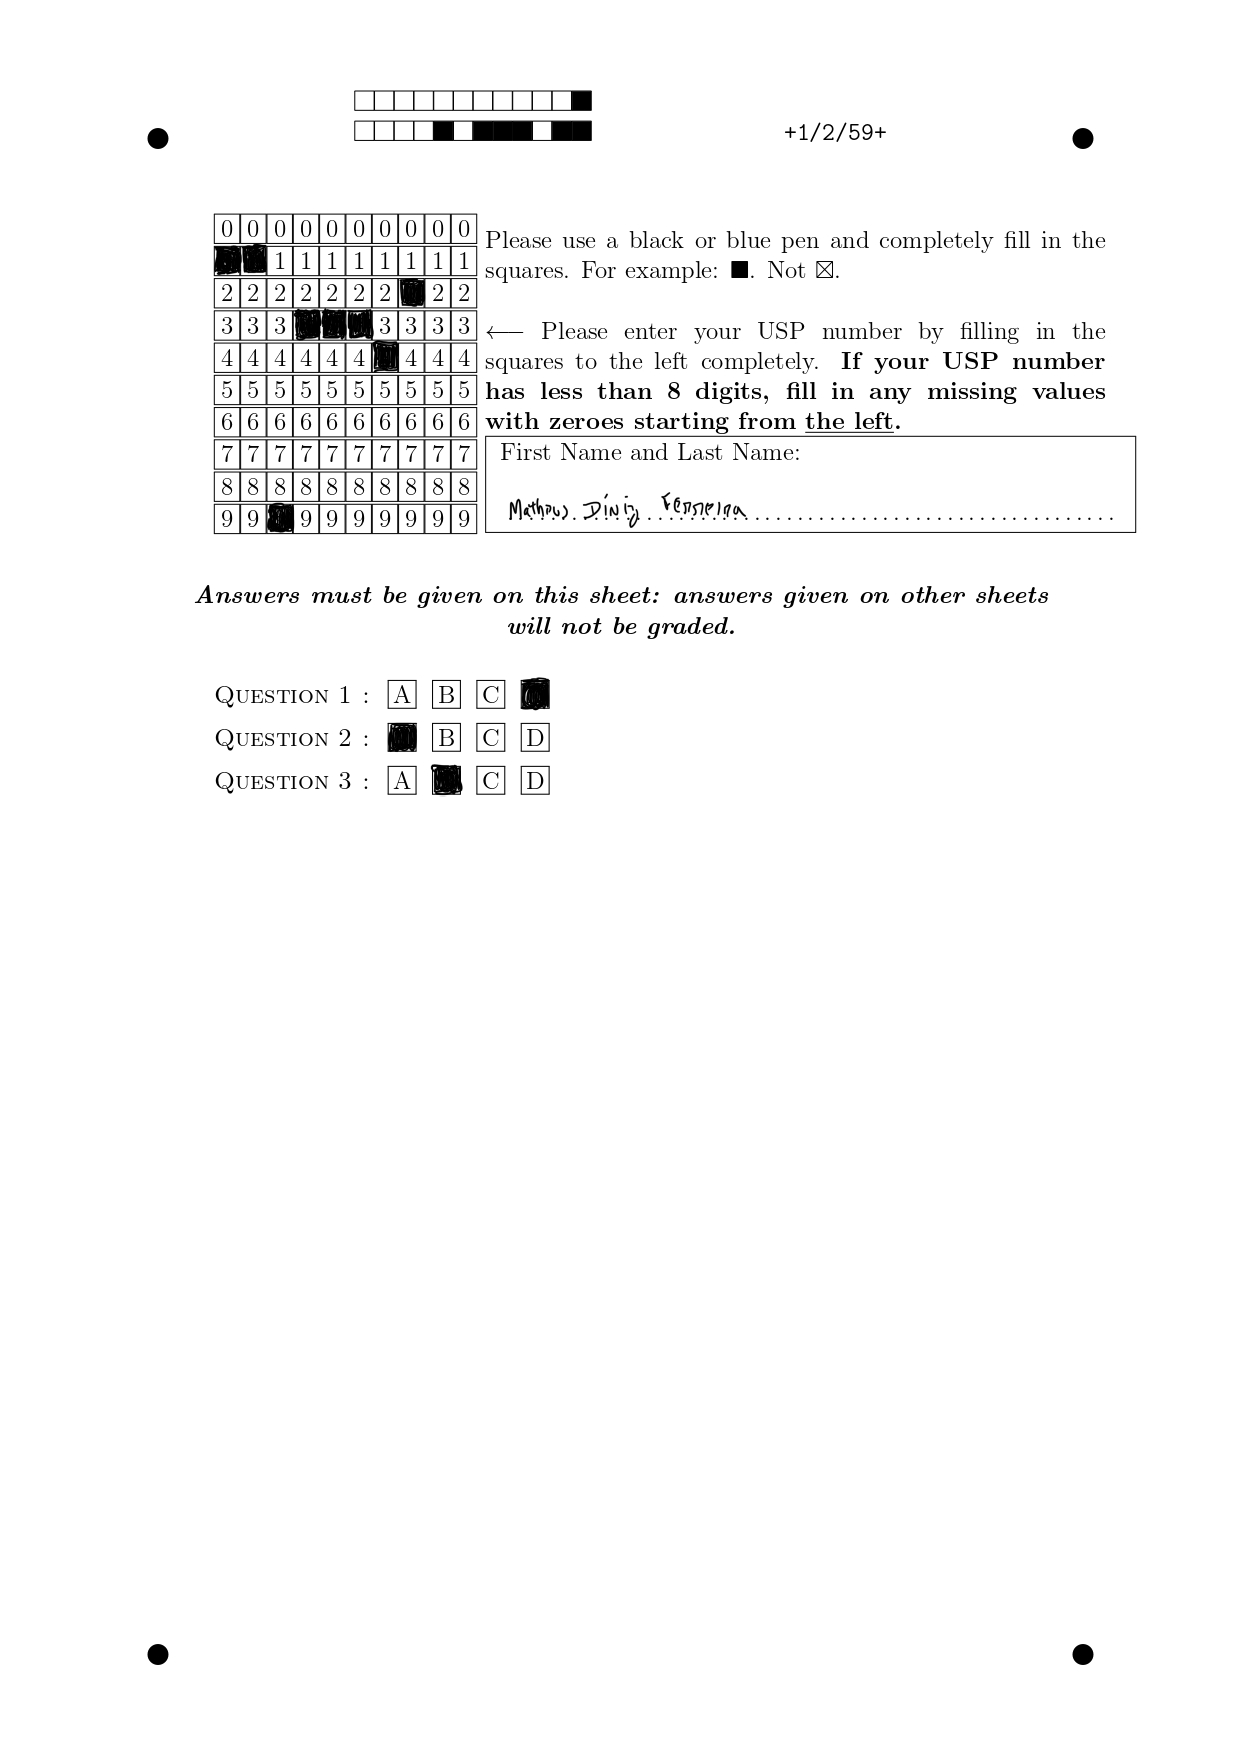 +1/2/59+
0 0 0 0 0 0 0 0 0 0
1 1 1 1 1 1 1 1
2 2 2 2 2 2 2 2 2
3 3 3 3 3 3 3
4 4 4 4 4 4 4 4 4
5 5 5 5 5 5 5 5 5 5
6 6 6 6 6 6 6 6 6 6
7 7 7 7 7 7 7 7 7 7
8 8 8 8 8 8 8 8 8 8
9 9 9 9 9 9 9 9 9
Please use a black or blue pen and completely fill in the
squares. For example: ■. Not ☒.
← Please enter your USP number by filling in the
squares to the left completely. If your USP number
has less than 8 digits, fill in any missing values
with zeroes starting from the left.
First Name and Last Name:
Matheus Diniz Ferreira
Answers must be given on this sheet: answers given on other sheets
will not be graded.
Question 1 : A B C
Question 2 : B C D
Question 3 : A C D